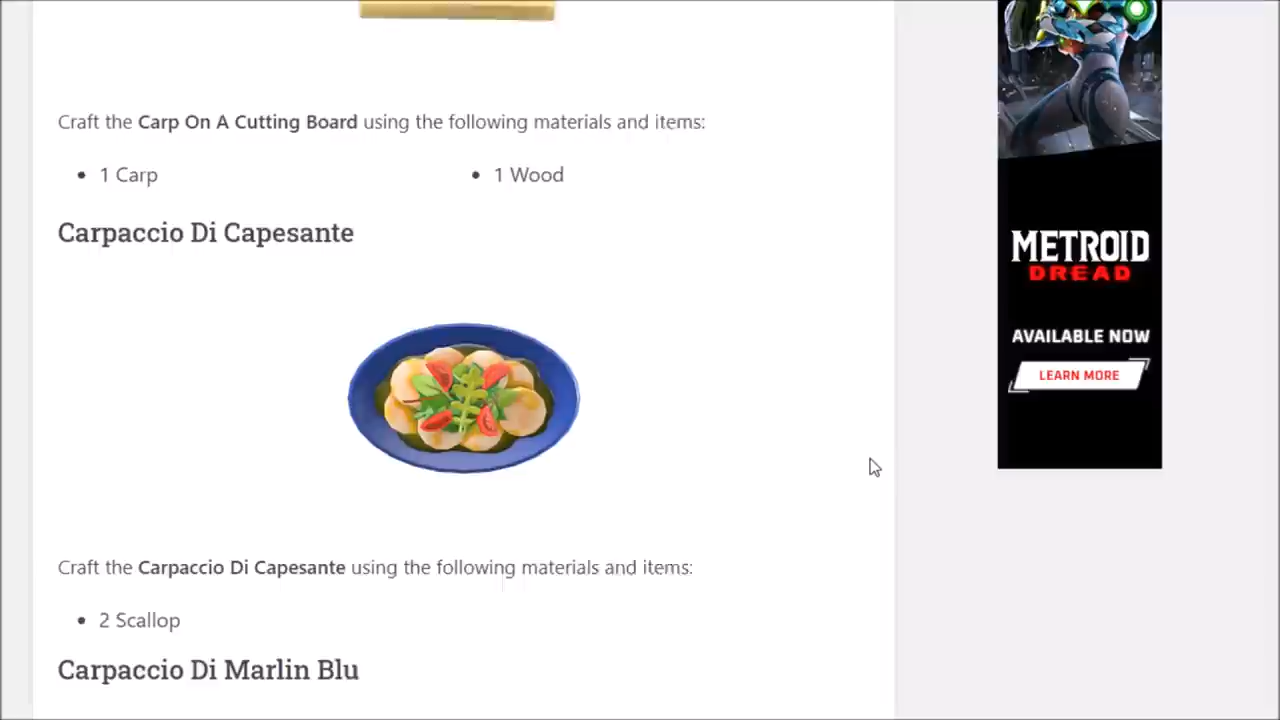 Craft the Carp On A Cutting Board using the following materials and items:
• 1 Carp
• 1 Wood
Carpaccio Di Capesante
Craft the Carpaccio Di Capesante using the following materials and items:
• 2 Scallop
Carpaccio Di Marlin Blu
METROID
DREAD
AVAILABLE NOW
LEARN MORE